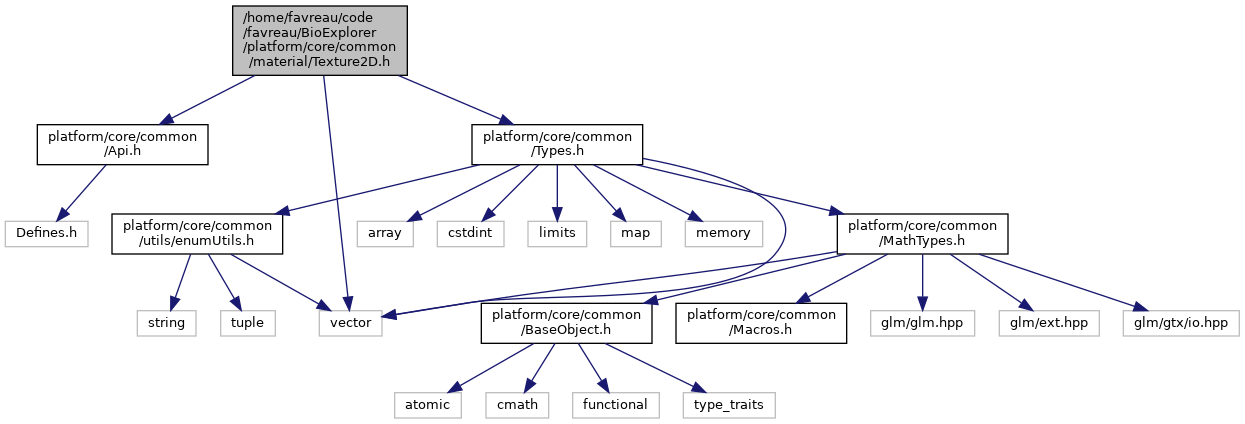 /home/favreau/code
/favreau/BioExplorer
/platform/core/common
/material/Texture2D.h
platform/core/common
/Api.h
platform/core/common
/Types.h
Defines.h
platform/core/common
/utils/enumUtils.h
array
cstdint
limits
map
memory
platform/core/common
/MathTypes.h
string
tuple
vector
platform/core/common
/BaseObject.h
platform/core/common
/Macros.h
glm/glm.hpp
glm/ext.hpp
glm/gtx/io.hpp
atomic
cmath
functional
type_traits